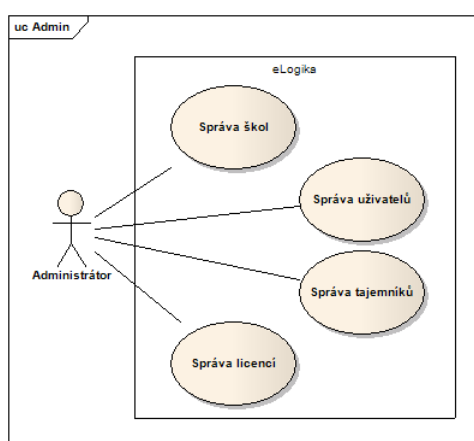 uc Admin
eLogika
Správa škol
Správa uživatelů
Administrátor
Správa tajemníků
Správa licencí